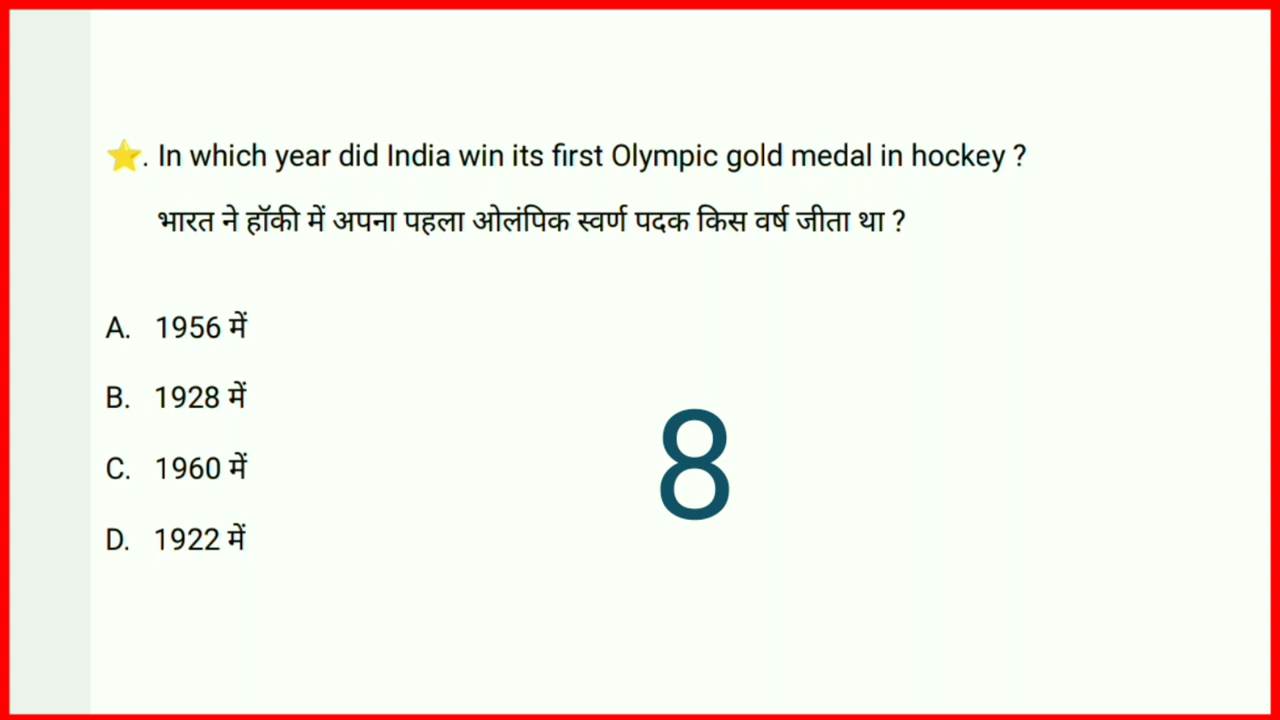 ⭐. In which year did India win its first Olympic gold medal in hockey ?
भारत ने हॉकी में अपना पहला ओलंपिक स्वर्ण पदक किस वर्ष जीता था ?
A. 1956 में
B. 1928 में
C. 1960 में
D. 1922 में
8